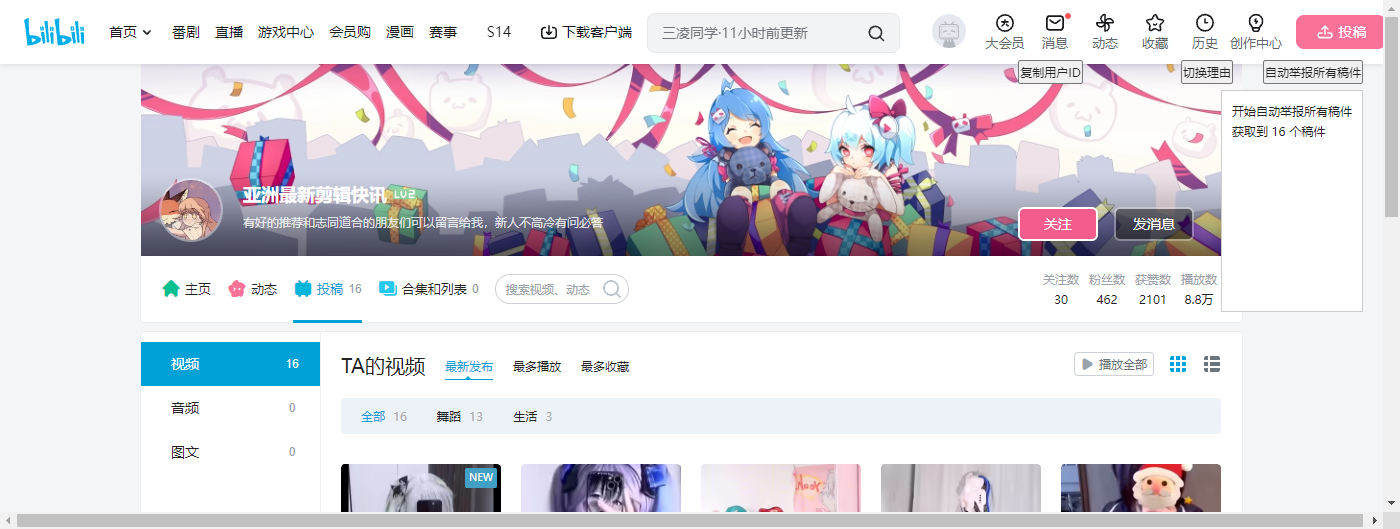 bilibili 首页 番剧 直播 游戏中心 会员购 漫画 赛事 S14 下载客户端 三凌同学·11小时前更新 大会员 消息 动态 收藏 历史 创作中心 投稿
复制用户ID 切换理由 自动举报所有稿件
开始自动举报所有稿件
获取到 16 个稿件
亚洲最新剪辑快讯 LV2
有好的推荐和志同道合的朋友们可以留言给我，新人不高冷有问必答
关注 发消息
主页 动态 投稿 16 合集和列表 0 搜索视频、动态
关注数 粉丝数 获赞数 播放数
30 462 2101 8.8万
视频 16
音频 0
图文 0
TA的视频 最新发布 最多播放 最多收藏 播放全部
全部 16 舞蹈 13 生活 3
NEW